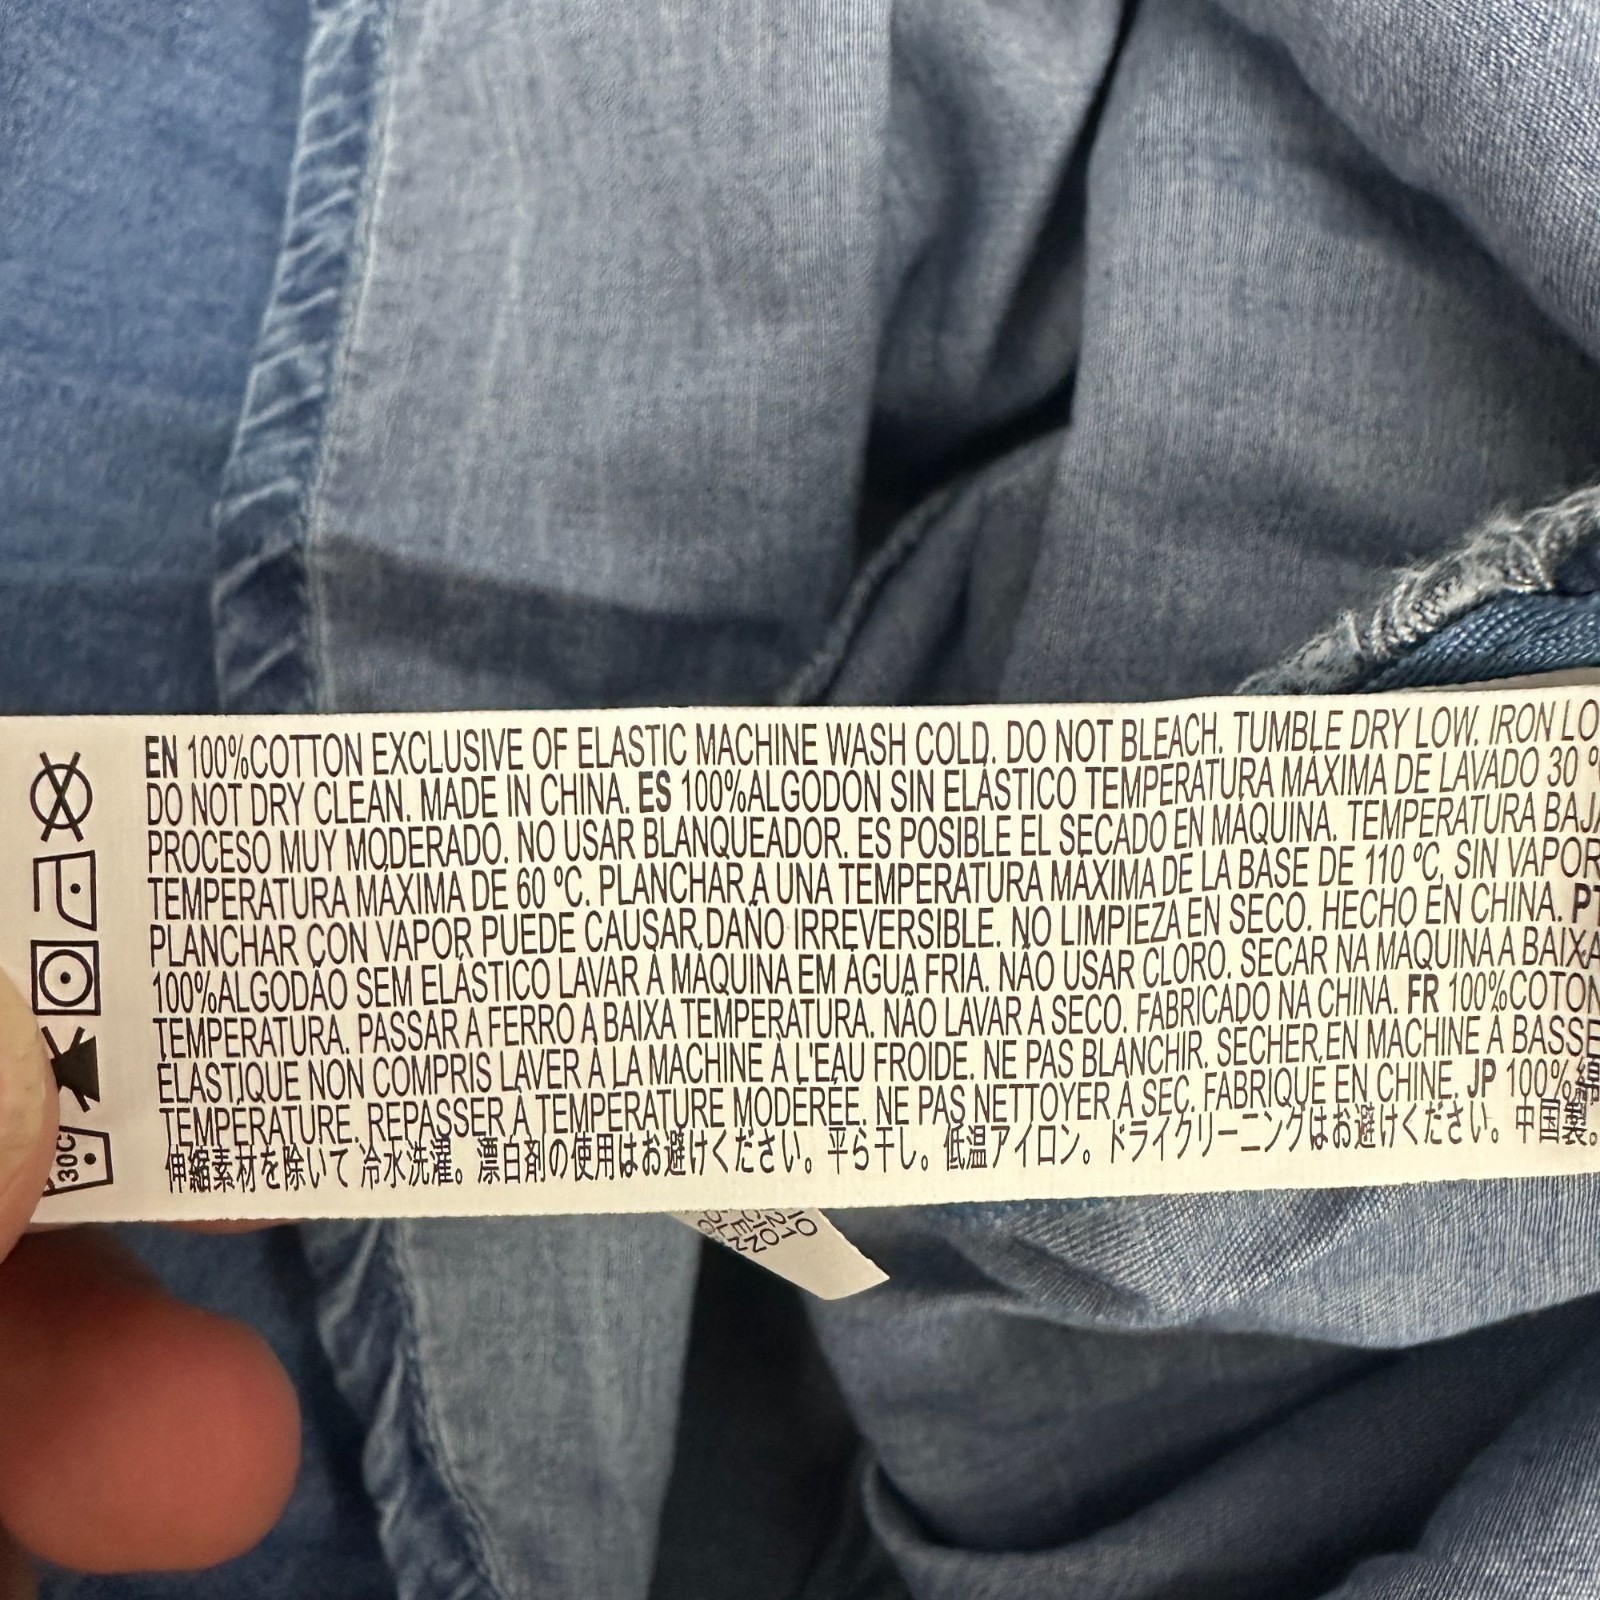 EN 100%COTTON EXCLUSIVE OF ELASTIC MACHINE WASH COLD. DO NOT BLEACH. TUMBLE DRY LOW. IRON LO
DO NOT DRY CLEAN. MADE IN CHINA. ES 100%ALGODÓN SIN ELÁSTICO TEMPERATURA MÁXIMA DE LAVADO 30 º
PROCESO MUY MODERADO. NO USAR BLANQUEADOR. ES POSIBLE EL SECADO EN MÁQUINA. TEMPERATURA BAJA
TEMPERATURA MÁXIMA DE 60 ºC. PLANCHAR A UNA TEMPERATURA MÁXIMA DE LA BASE DE 110 ºC. SIN VAPOR
PLANCHAR CON VAPOR PUEDE CAUSAR DAÑO IRREVERSIBLE. NO LIMPIEZA EN SECO. HECHO EN CHINA. PT
100%ALGODÃO SEM ELÁSTICO LAVAR À MÁQUINA EM ÁGUA FRIA. NÃO USAR CLORO. SECAR NA MÁQUINA A BAIXA
TEMPERATURA. PASSAR A FERRO A BAIXA TEMPERATURA. NÃO LAVAR A SECO. FABRICADO NA CHINA. FR 100%COTON
ÉLASTIQUE NON COMPRIS LAVER À LA MACHINE À L'EAU FROIDE. NE PAS BLANCHIR. SÉCHER EN MACHINE À BASSE
TEMPÉRATURE. REPASSER À TEMPÉRATURE MODERÉE. NE PAS NETTOYER A SEC. FABRIQUÉ EN CHINE. JP 100%綿
伸縮素材を除いて 冷水洗濯。漂白剤の使用はお避けください。平ら干し。低温アイロン。ドライクリーニングはお避けください。中国製。
30C